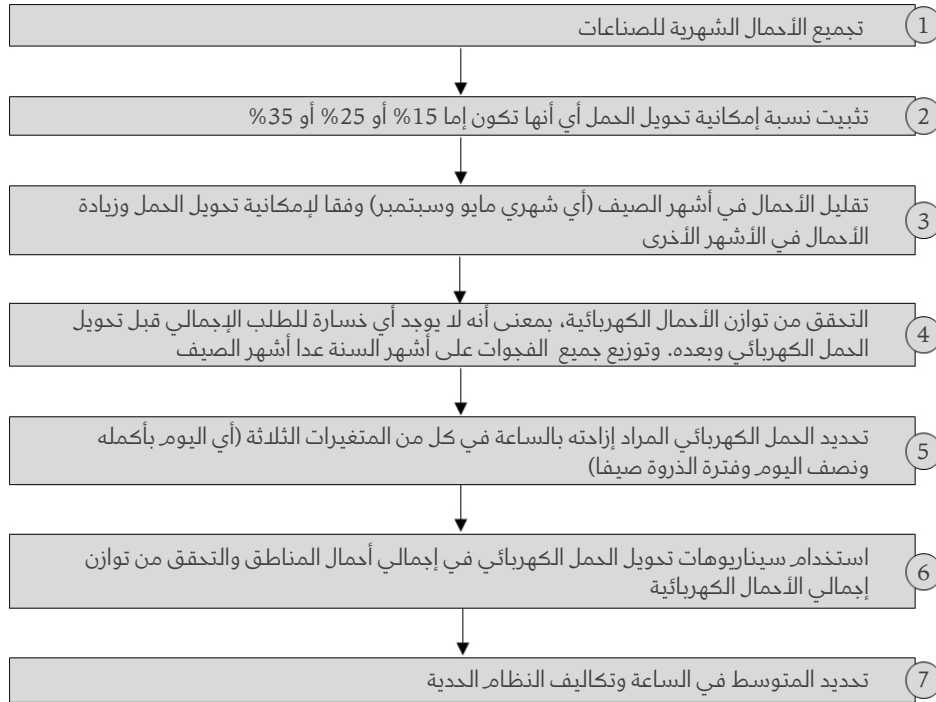 1 تجميع الأحمال الشهرية للصناعات
2 تثبيت نسبة إمكانية تحويل الحمل أي أنها تكون إما 15% أو 25% أو 35%
3 تقليل الأحمال في أشهر الصيف (أي شهري مايو وسبتمبر) وفقا لإمكانية تحويل الحمل وزيادة
الأحمال في الأشهر الأخرى
4 التحقق من توازن الأحمال الكهربائية، بمعنى أنه لا يوجد أي خسارة للطلب الإجمالي قبل تحويل
الحمل الكهربائي وبعده. وتوزيع جميع الفجوات على أشهر السنة عدا أشهر الصيف
5 تحديد الحمل الكهربائي المراد إزاحته بالساعة في كل من المتغيرات الثلاثة (أي اليوم بأكمله
ونصف اليوم وفترة الذروة صيفا)
6 استخدام سيناريوهات تحويل الحمل الكهربائي في إجمالي أحمال المناطق والتحقق من توازن
إجمالي الأحمال الكهربائية
7 تحديد المتوسط في الساعة وتكاليف النظام الحدية